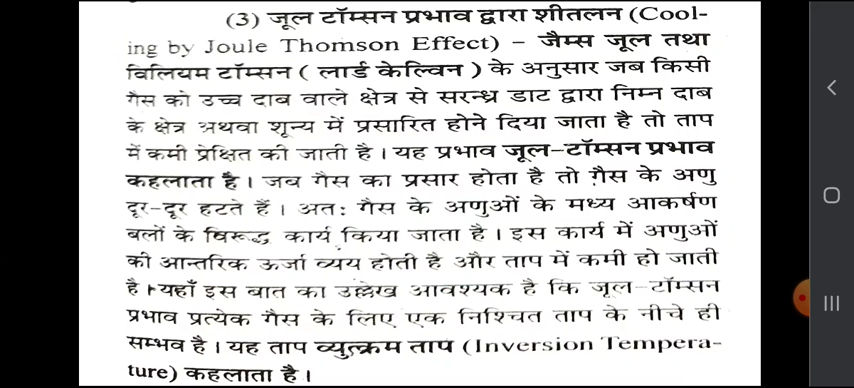 (3) जूल टॉम्सन प्रभाव द्वारा शीतलन (Cool-
ing by Joule Thomson Effect) – जैम्स जूल तथा
विलियम टॉम्सन ( लार्ड केल्विन ) के अनुसार जब किसी
गैस को उच्च दाब वाले क्षेत्र से सरन्ध्र डाट द्वारा निम्न दाब
के क्षेत्र अथवा शून्य में प्रसारित होने दिया जाता है तो ताप
में कमी प्रेक्षित की जाती है। यह प्रभाव जूल-टॉम्सन प्रभाव
कहलाता है। जब गैस का प्रसार होता है तो गैस के अणु
दूर-दूर हटते हैं। अत: गैस के अणुओं के मध्य आकर्षण
बलों के विरूद्ध कार्य किया जाता है। इस कार्य में अणुओं
की आन्तरिक ऊर्जा व्यय होती है और ताप में कमी हो जाती
है। यहाँ इस बात का उल्लेख आवश्यक है कि जूल-टॉम्सन
प्रभाव प्रत्येक गैस के लिए एक निश्चित ताप के नीचे ही
सम्भव है। यह ताप व्युत्क्रम ताप (Inversion Tempera-
ture) कहलाता है।